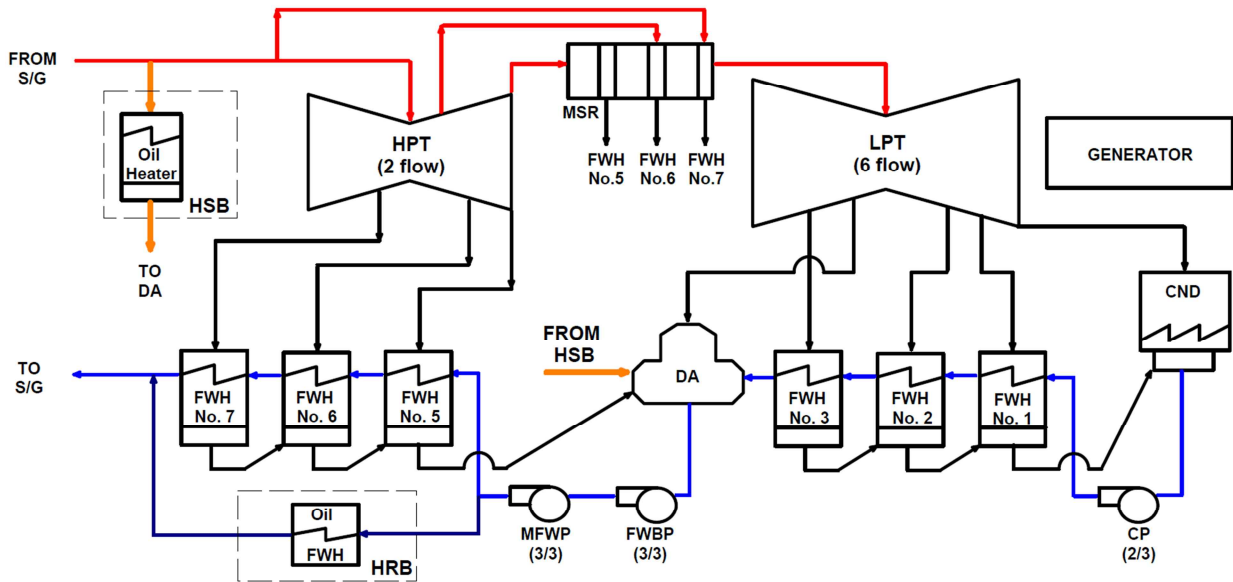 FROM
S/G
Oil
Heater
HSB
TO
DA
HPT
(2 flow)
MSR
FWH
No.5
FWH
No.6
FWH
No.7
LPT
(6 flow)
GENERATOR
CND
TO
S/G
FWH
No. 7
FWH
No. 6
FWH
No. 5
FROM
HSB
DA
FWH
No. 3
FWH
No. 2
FWH
No. 1
Oil
FWH
HRB
MFWP
(3/3)
FWBP
(3/3)
CP
(2/3)